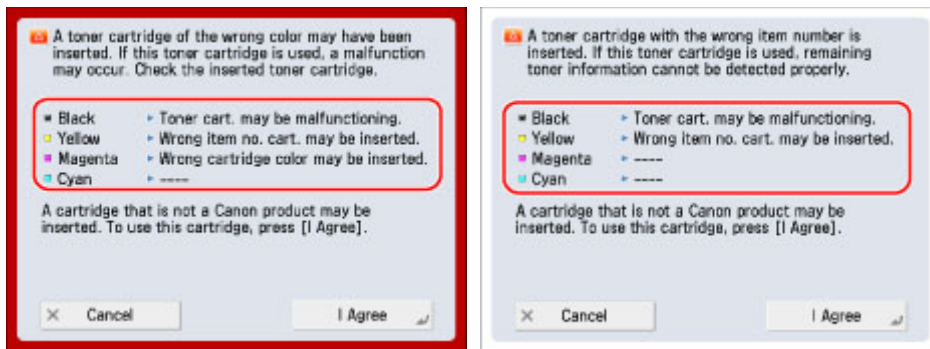 A toner cartridge of the wrong color may have been
inserted. If this toner cartridge is used, a malfunction
may occur. Check the inserted toner cartridge.
Black Toner cart. may be malfunctioning.
Yellow Wrong item no. cart. may be inserted.
Magenta Wrong cartridge color may be inserted.
Cyan ----
A cartridge that is not a Canon product may be
inserted. To use this cartridge, press [I Agree].
Cancel I Agree
A toner cartridge with the wrong item number is
inserted. If this toner cartridge is used, remaining
toner information cannot be detected properly.
Black Toner cart. may be malfunctioning.
Yellow Wrong item no. cart. may be inserted.
Magenta ----
Cyan ----
A cartridge that is not a Canon product may be
inserted. To use this cartridge, press [I Agree].
Cancel I Agree